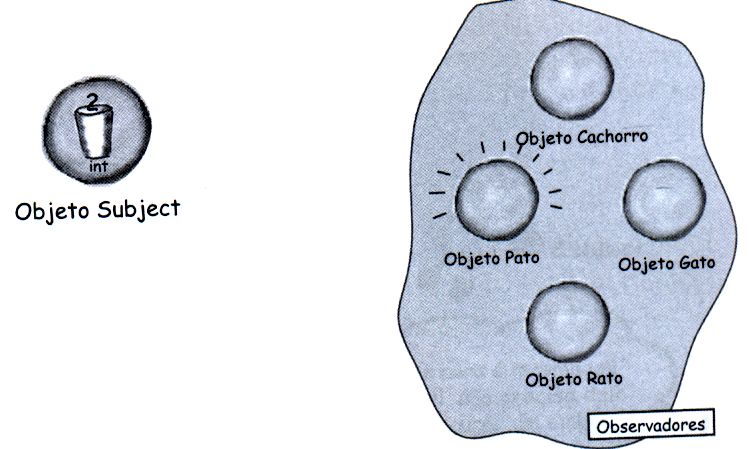 2
int
Objeto Subject
Objeto Cachorro
Objeto Pato
Objeto Gato
Objeto Rato
Observadores